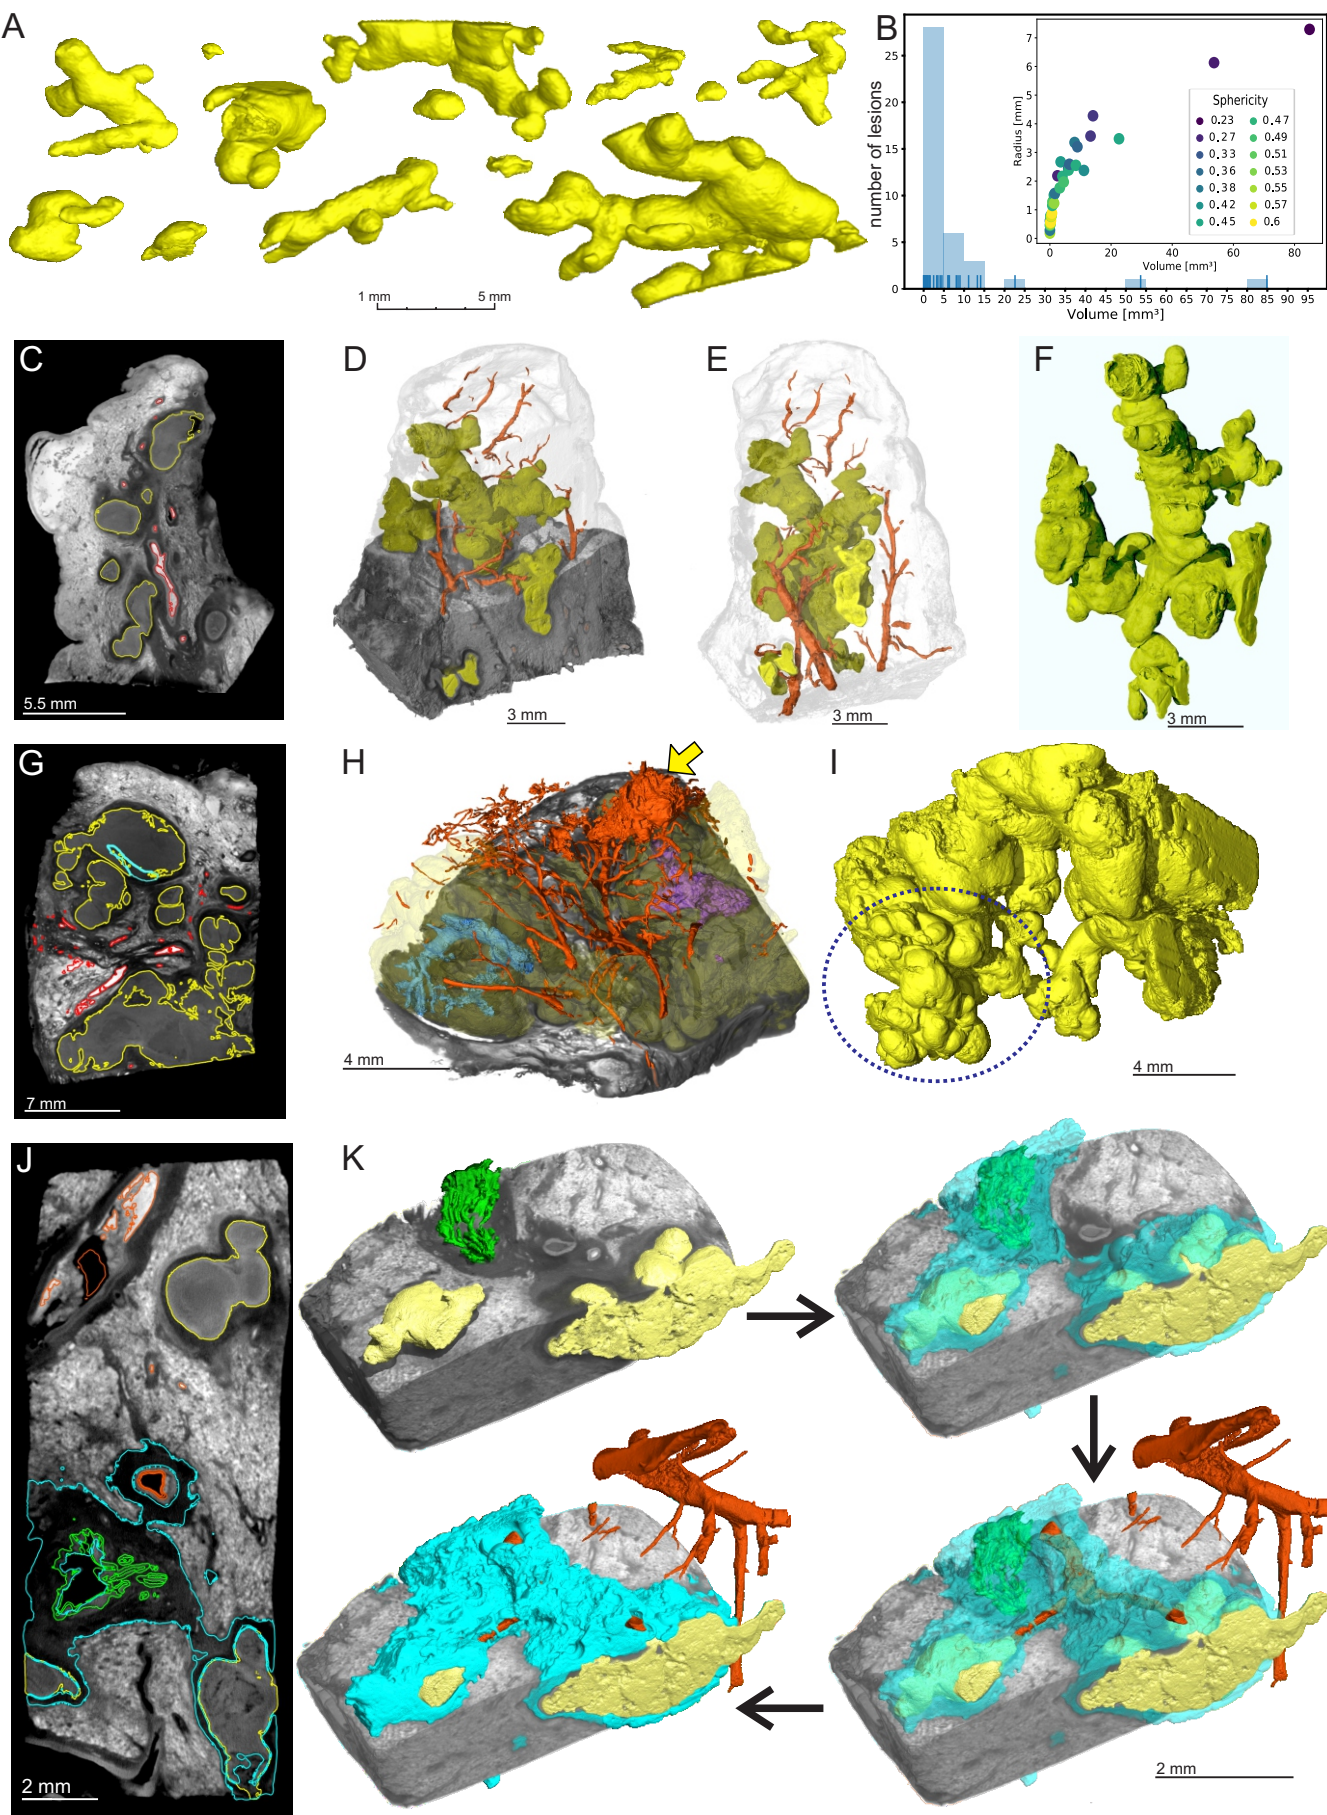 A
1 mm
5 mm
B
number of lesions
25
20
15
10
5
0
0 5 10 15 20 25 30 35 40 45 50 55 60 65 70 75 80 85 90 95
Volume [mm³]
Radius [mm]
7
6
5
4
3
2
1
0
0 20 40 60 80
Volume [mm³]
Sphericity
0.23 0.47
0.27 0.49
0.33 0.51
0.36 0.53
0.38 0.55
0.42 0.57
0.45 0.6
C
5.5 mm
D
3 mm
E
3 mm
F
3 mm
G
7 mm
H
4 mm
I
4 mm
J
2 mm
K
2 mm